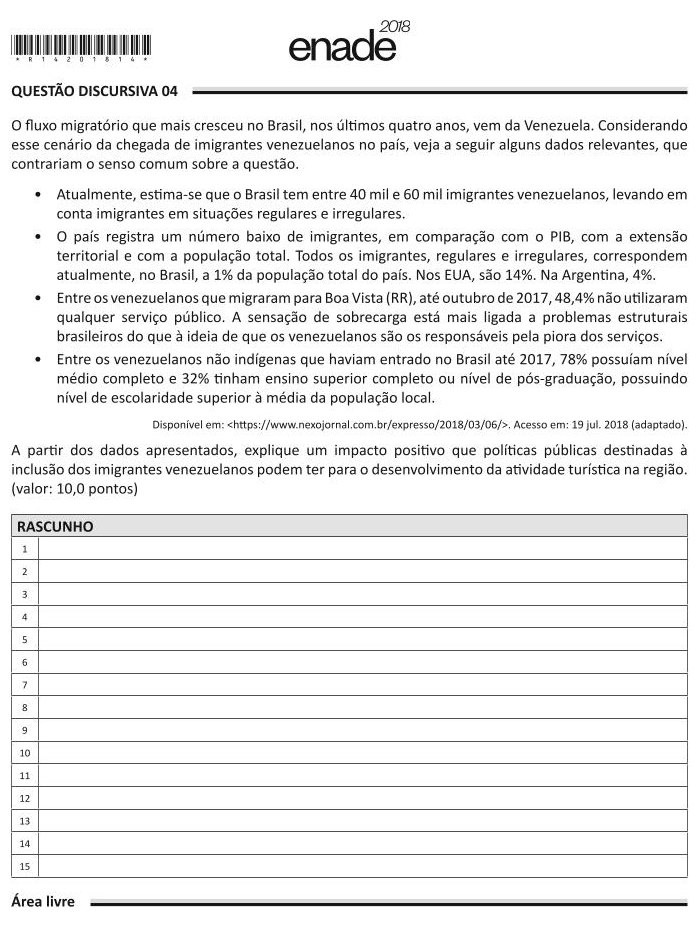 enade 2018
* R 1 4 2 0 1 8 1 4 *
QUESTÃO DISCURSIVA 04
O fluxo migratório que mais cresceu no Brasil, nos últimos quatro anos, vem da Venezuela. Considerando
esse cenário da chegada de imigrantes venezuelanos no país, veja a seguir alguns dados relevantes, que
contrariam o senso comum sobre a questão.
• Atualmente, estima-se que o Brasil tem entre 40 mil e 60 mil imigrantes venezuelanos, levando em
conta imigrantes em situações regulares e irregulares.
• O país registra um número baixo de imigrantes, em comparação com o PIB, com a extensão
territorial e com a população total. Todos os imigrantes, regulares e irregulares, correspondem
atualmente, no Brasil, a 1% da população total do país. Nos EUA, são 14%. Na Argentina, 4%.
• Entre os venezuelanos que migraram para Boa Vista (RR), até outubro de 2017, 48,4% não utilizaram
qualquer serviço público. A sensação de sobrecarga está mais ligada a problemas estruturais
brasileiros do que à ideia de que os venezuelanos são os responsáveis pela piora dos serviços.
• Entre os venezuelanos não indígenas que haviam entrado no Brasil até 2017, 78% possuíam nível
médio completo e 32% tinham ensino superior completo ou nível de pós-graduação, possuindo
nível de escolaridade superior à média da população local.
Disponível em: <https://www.nexojornal.com.br/expresso/2018/03/06/>. Acesso em: 19 jul. 2018 (adaptado).
A partir dos dados apresentados, explique um impacto positivo que políticas públicas destinadas à
inclusão dos imigrantes venezuelanos podem ter para o desenvolvimento da atividade turística na região.
(valor: 10,0 pontos)
RASCUNHO
1
2
3
4
5
6
7
8
9
10
11
12
13
14
15
Área livre